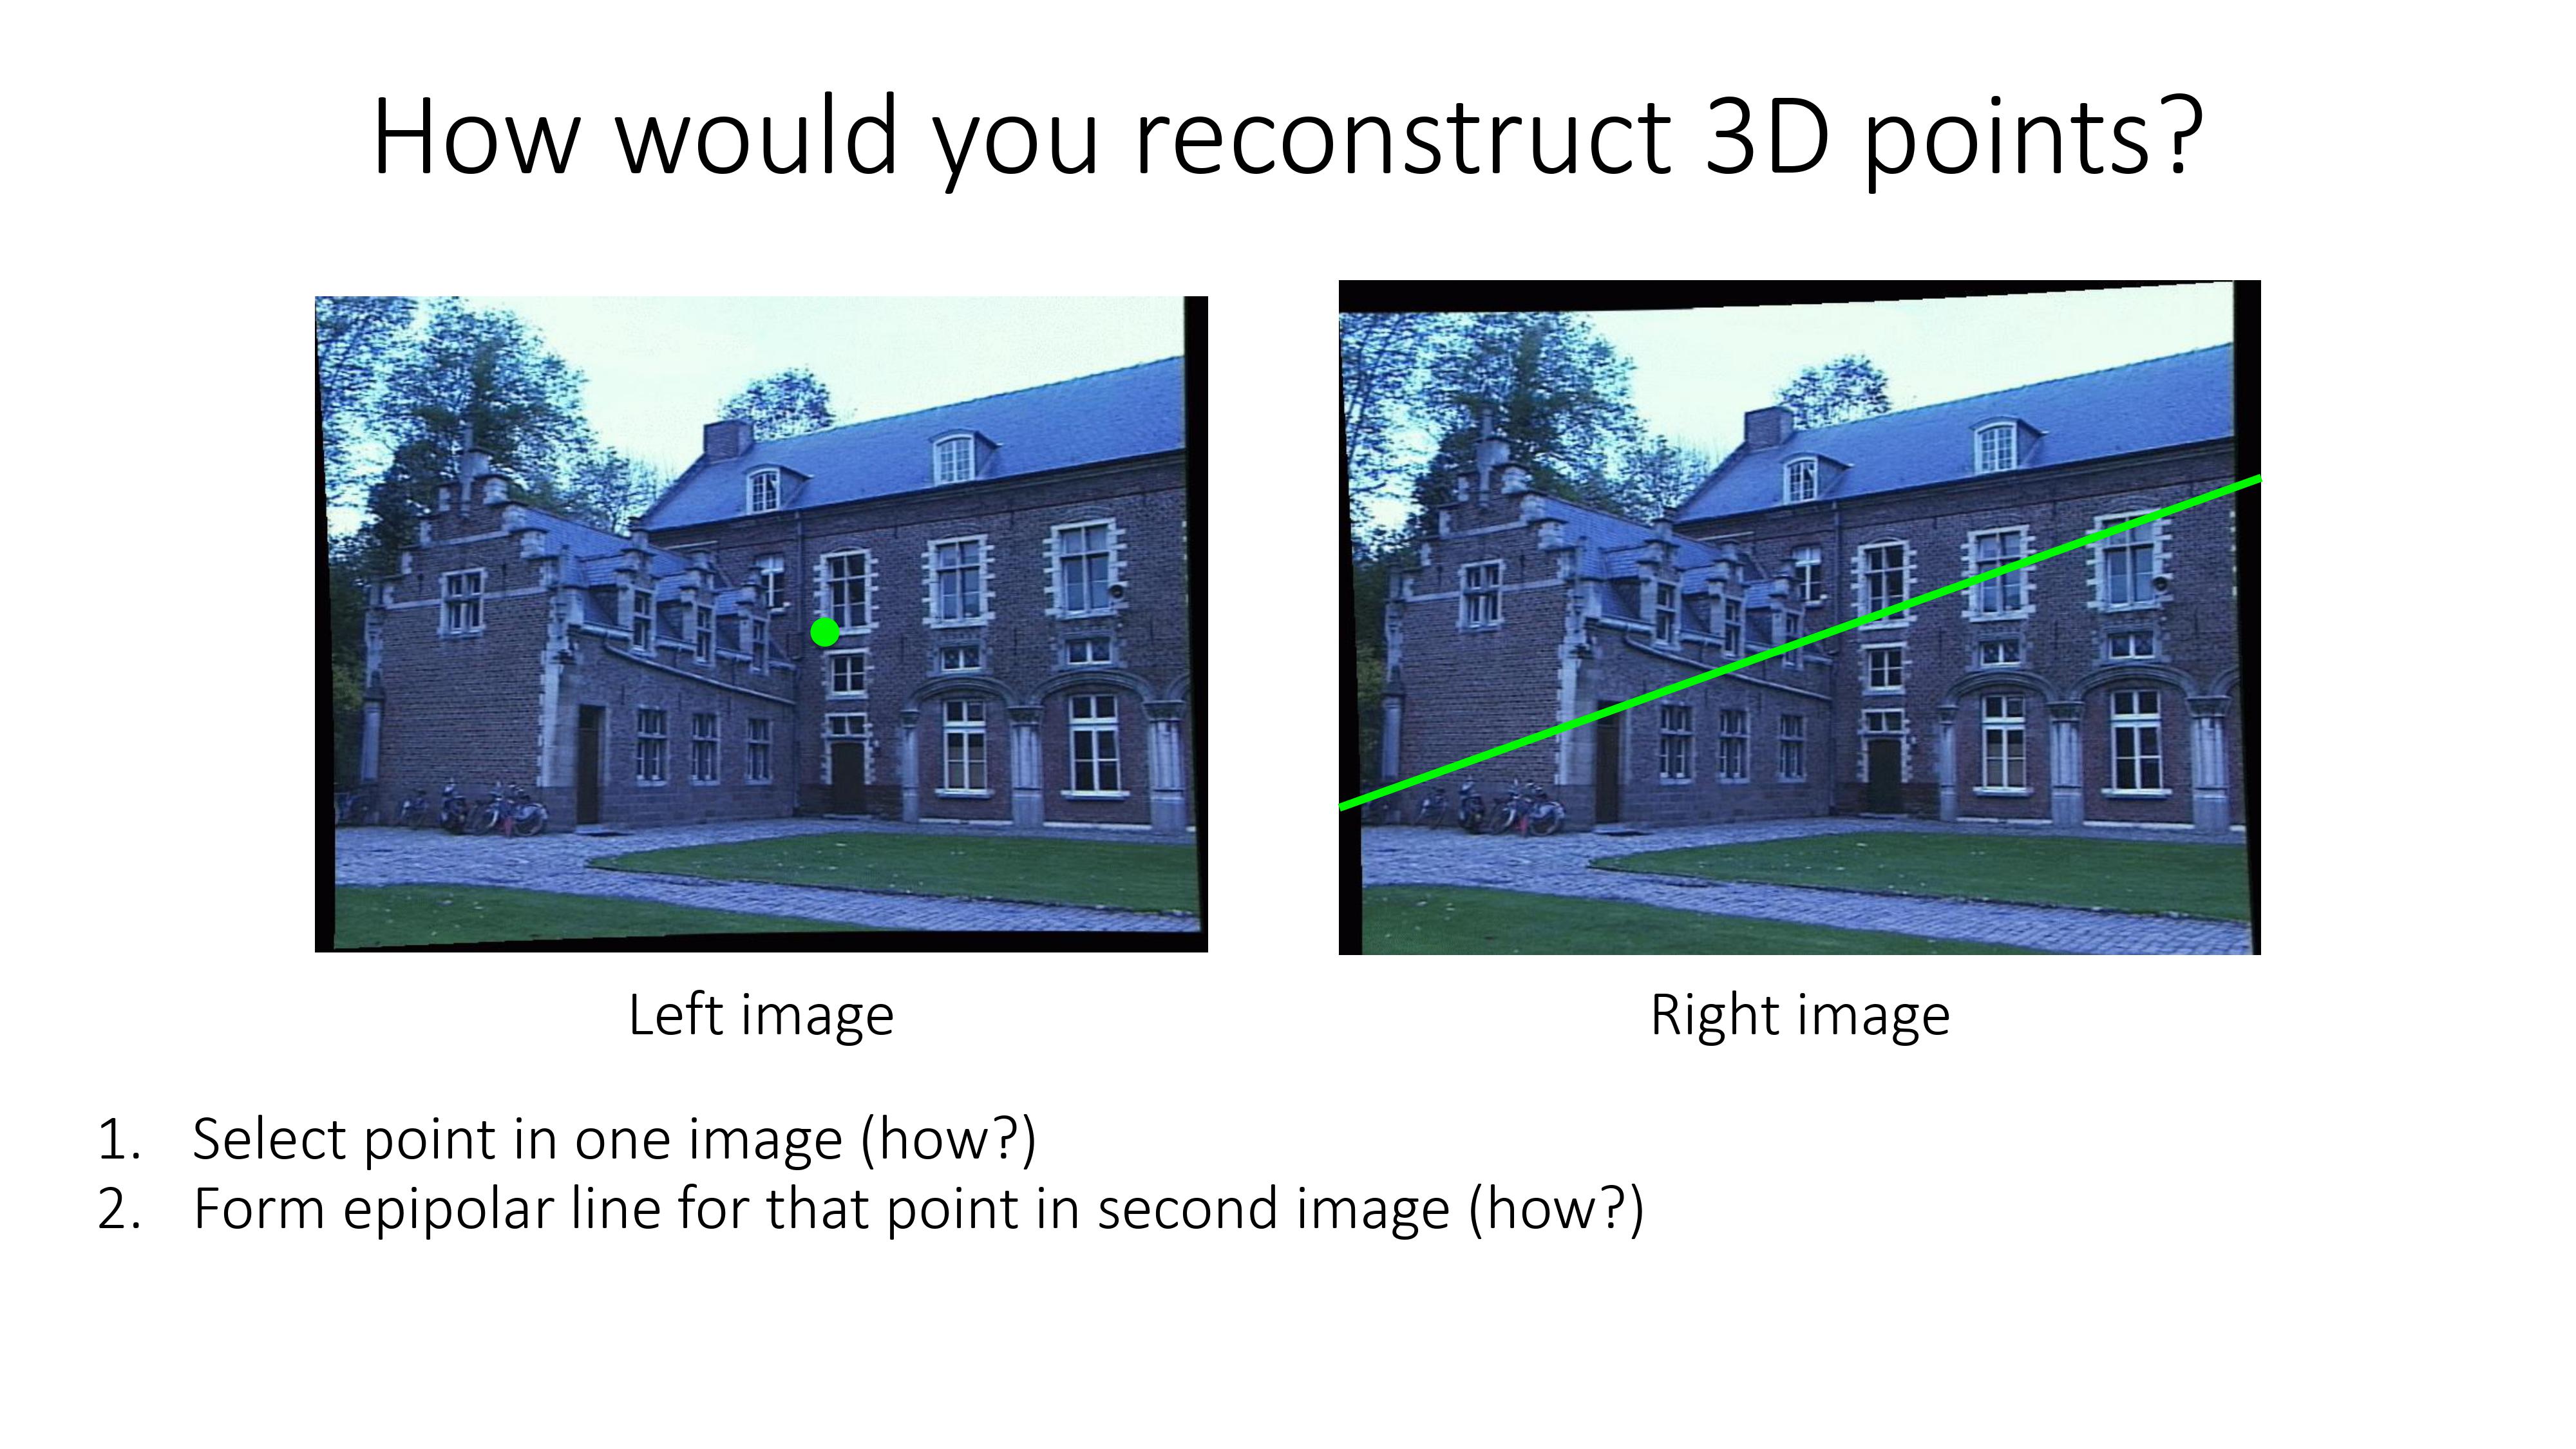 How would you reconstruct 3D points?
Left image
Right image
1. Select point in one image (how?)
2. Form epipolar line for that point in second image (how?)